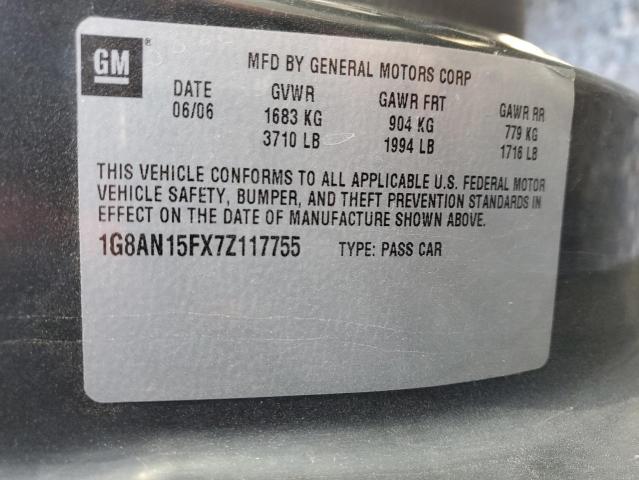 GM ®
MFD BY GENERAL MOTORS CORP
DATE GVWR GAWR FRT GAWR RR
06/06 1683 KG 904 KG 779 KG
3710 LB 1994 LB 1716 LB
THIS VEHICLE CONFORMS TO ALL APPLICABLE U.S. FEDERAL MOTOR
VEHICLE SAFETY, BUMPER, AND THEFT PREVENTION STANDARDS IN
EFFECT ON THE DATE OF MANUFACTURE SHOWN ABOVE.
1G8AN15FX7Z117755 TYPE: PASS CAR